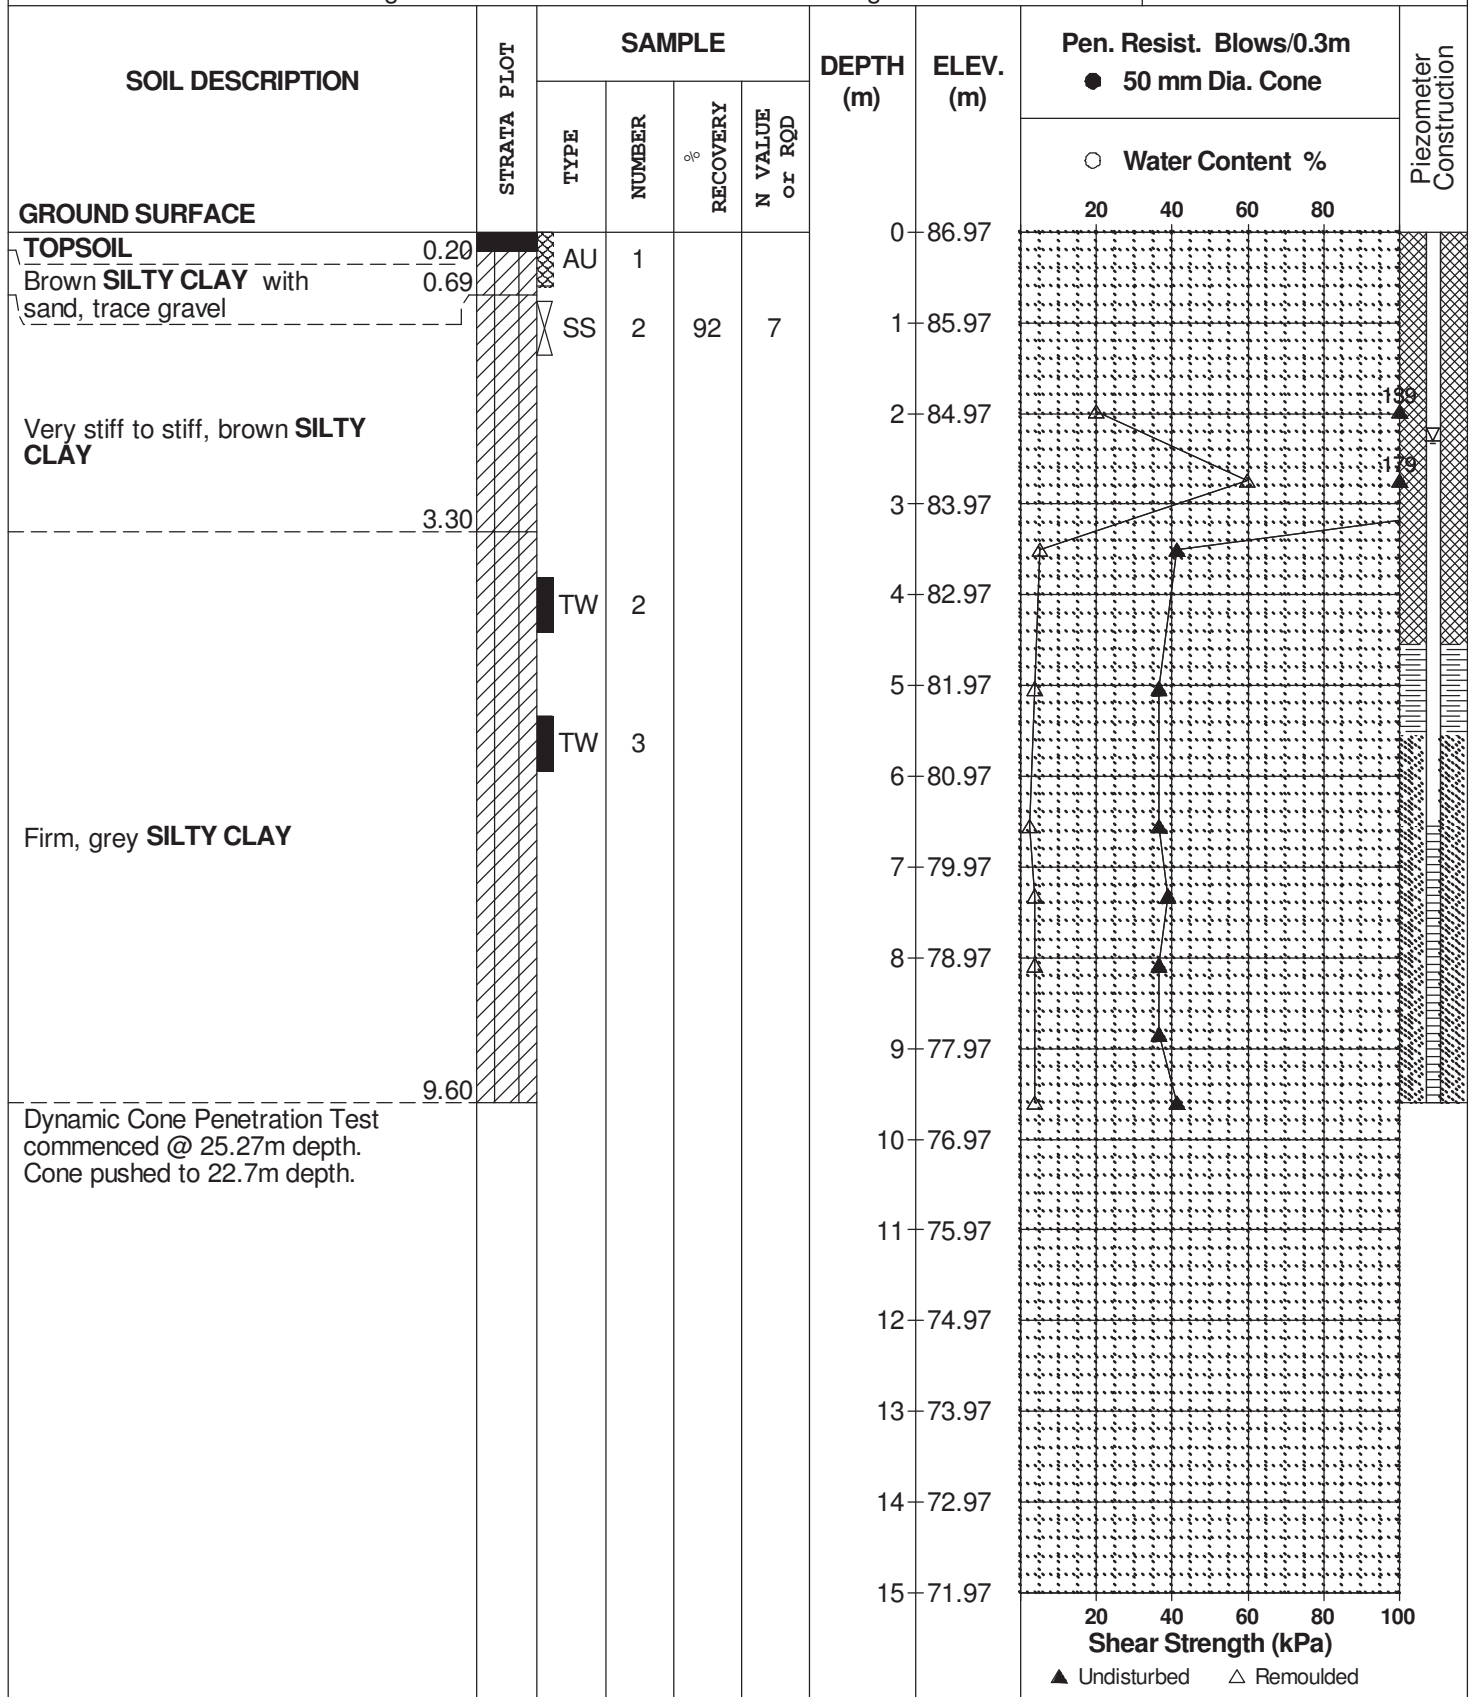 SOIL DESCRIPTION
GROUND SURFACE
STRATA PLOT
SAMPLE
TYPE
NUMBER
% RECOVERY
N VALUE or RQD
DEPTH (m)
ELEV. (m)
Pen. Resist. Blows/0.3m
● 50 mm Dia. Cone
○ Water Content %
20 40 60 80
Piezometer Construction
TOPSOIL 0.20
Brown SILTY CLAY with 0.69
sand, trace gravel
Very stiff to stiff, brown SILTY
CLAY
3.30
Firm, grey SILTY CLAY
9.60
Dynamic Cone Penetration Test
commenced @ 25.27m depth.
Cone pushed to 22.7m depth.
AU 1
SS 2 92 7
TW 2
TW 3
0 86.97
1 85.97
2 84.97
3 83.97
4 82.97
5 81.97
6 80.97
7 79.97
8 78.97
9 77.97
10 76.97
11 75.97
12 74.97
13 73.97
14 72.97
15 71.97
139
179
20 40 60 80 100
Shear Strength (kPa)
▲ Undisturbed △ Remoulded